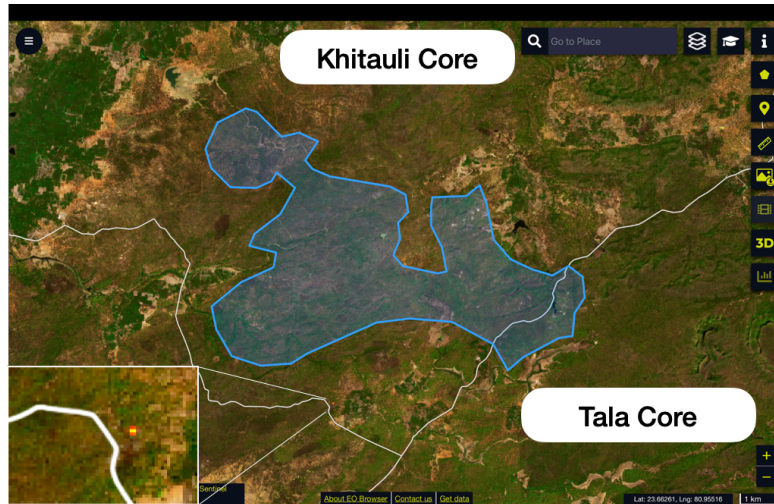 Khitauli Core
Go to Place
3D
Tala Core
Sentinel
About EO Browser | Contact us | Get data
Lat: 23.66261, Lng: 80.95516
1 km